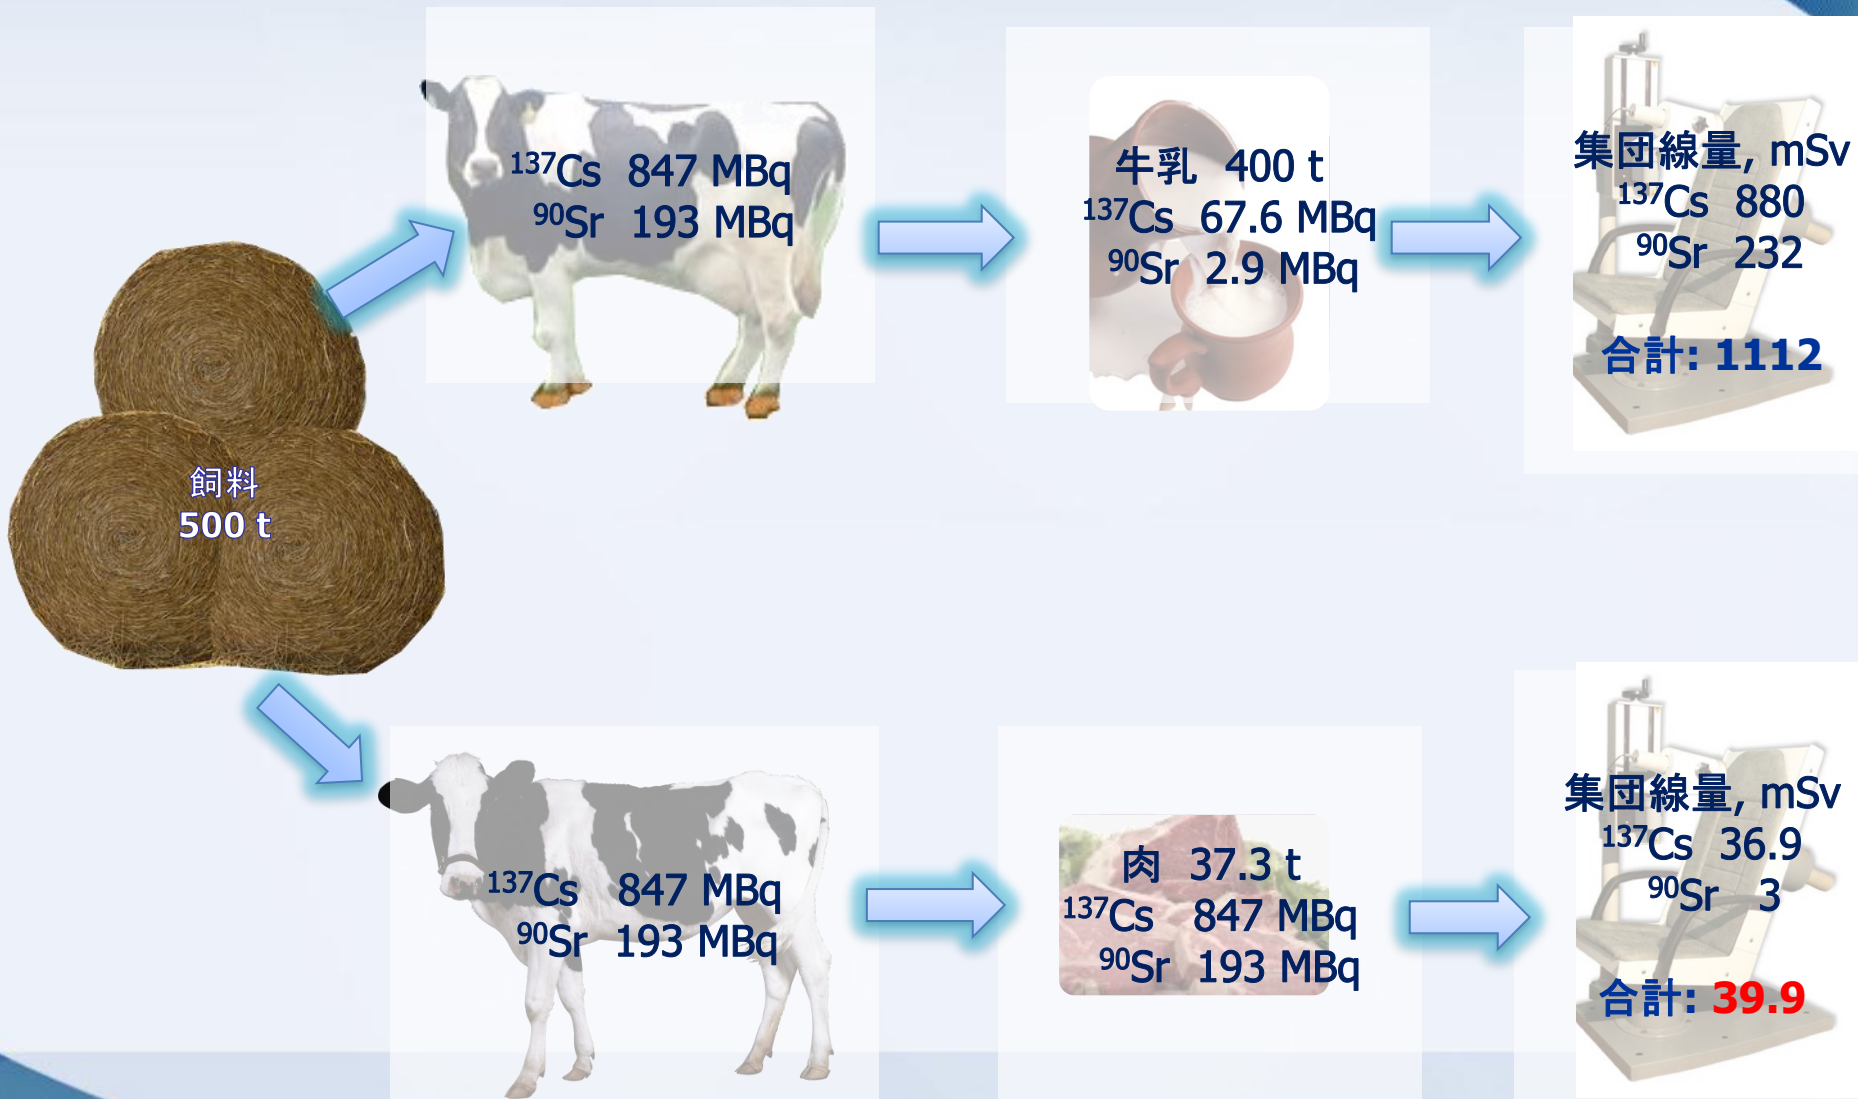 飼料
500 t
¹³⁷Cs 847 MBq
⁹⁰Sr 193 MBq
牛乳 400 t
¹³⁷Cs 67.6 MBq
⁹⁰Sr 2.9 MBq
集団線量, mSv
¹³⁷Cs 880
⁹⁰Sr 232
合計: 1112
¹³⁷Cs 847 MBq
⁹⁰Sr 193 MBq
肉 37.3 t
¹³⁷Cs 847 MBq
⁹⁰Sr 193 MBq
集団線量, mSv
¹³⁷Cs 36.9
⁹⁰Sr 3
合計: 39.9